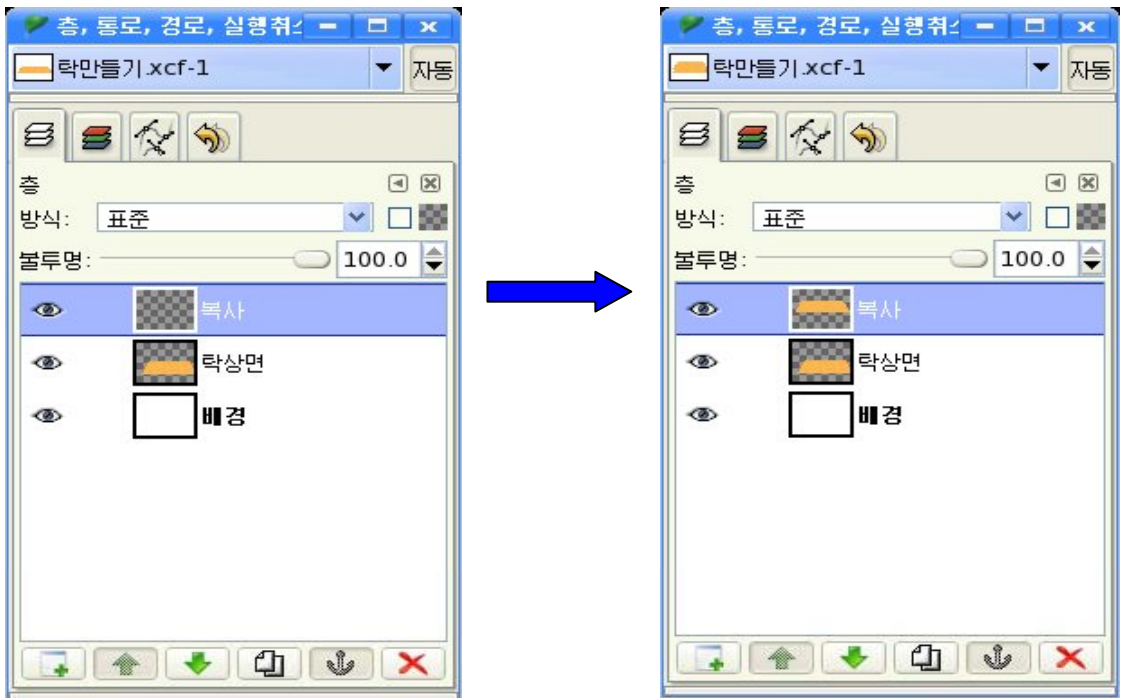 층, 통로, 경로, 실행취소
탁만들기.xcf-1
자동
층
방식: 표준
불투명: 100.0
복사
탁상면
배경
층, 통로, 경로, 실행취소
탁만들기.xcf-1
자동
층
방식: 표준
불투명: 100.0
복사
탁상면
배경